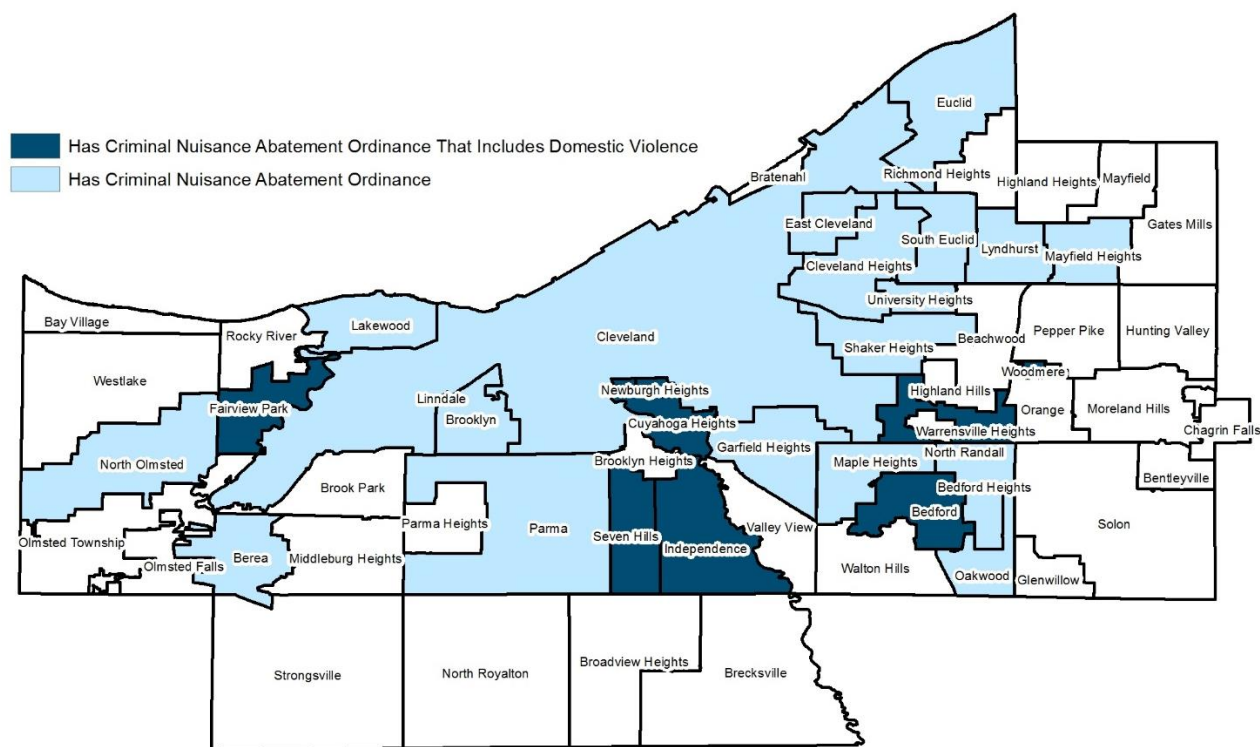 Has Criminal Nuisance Abatement Ordinance That Includes Domestic Violence
Has Criminal Nuisance Abatement Ordinance
Euclid
Bratenahl
Richmond Heights
Highland Heights
Mayfield
East Cleveland
South Euclid
Lyndhurst
Gates Mills
Cleveland Heights
Mayfield Heights
University Heights
Bay Village
Rocky River
Lakewood
Cleveland
Shaker Heights
Beachwood
Pepper Pike
Hunting Valley
Westlake
Woodmere
Newburgh Heights
Highland Hills
Fairview Park
Linndale
Brooklyn
Cuyahoga Heights
Warrensville Heights
Orange
Moreland Hills
Chagrin Falls
North Olmsted
Garfield Heights
North Randall
Brooklyn Heights
Maple Heights
Brook Park
Bedford Heights
Bentleyville
Parma Heights
Parma
Seven Hills
Valley View
Bedford
Solon
Olmsted Township
Olmsted Falls
Berea
Middleburg Heights
Independence
Walton Hills
Oakwood
Glenwillow
Strongsville
North Royalton
Broadview Heights
Brecksville